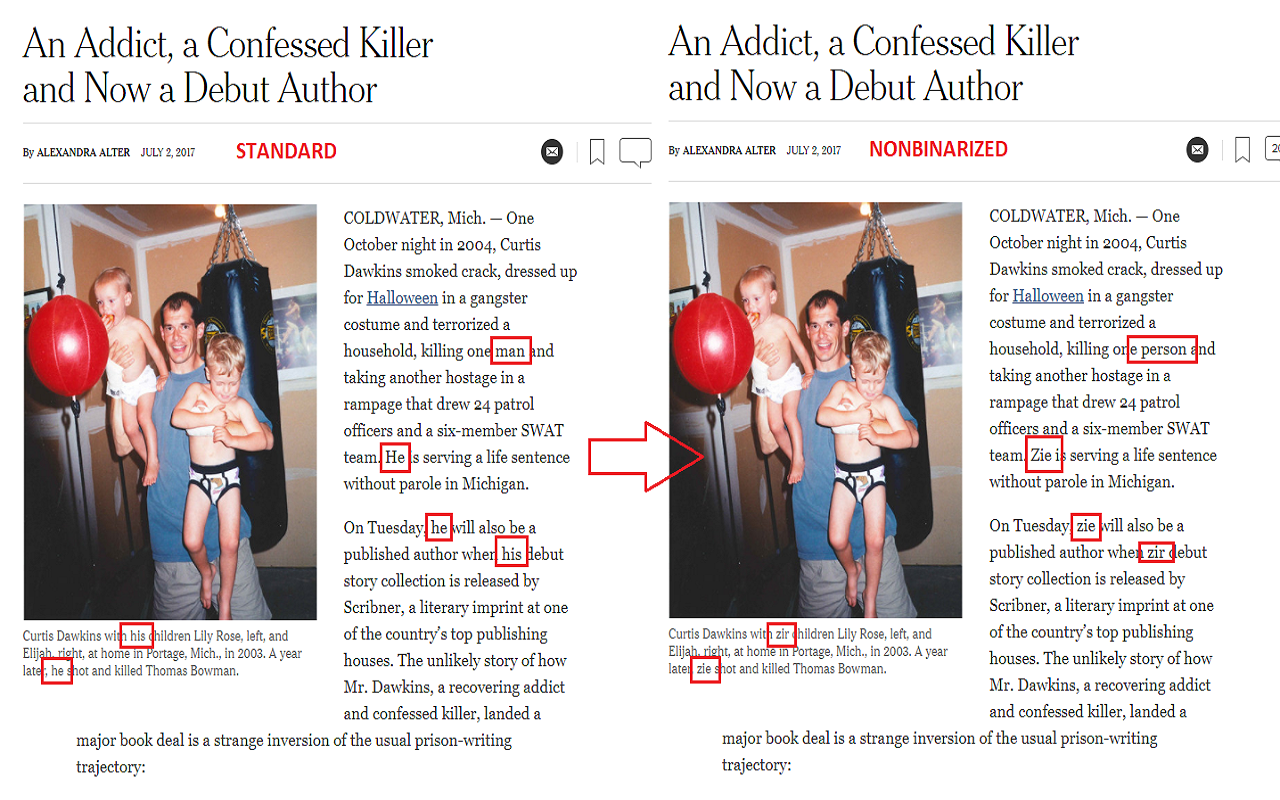 An Addict, a Confessed Killer
and Now a Debut Author
By ALEXANDRA ALTER JULY 2, 2017
STANDARD
COLDWATER, Mich. — One
October night in 2004, Curtis
Dawkins smoked crack, dressed up
for Halloween in a gangster
costume and terrorized a
household, killing one man and
taking another hostage in a
rampage that drew 24 patrol
officers and a six-member SWAT
team. He is serving a life sentence
without parole in Michigan.
On Tuesday, he will also be a
published author when his debut
story collection is released by
Scribner, a literary imprint at one
of the country's top publishing
houses. The unlikely story of how
Mr. Dawkins, a recovering addict
and confessed killer, landed a
major book deal is a strange inversion of the usual prison-writing
trajectory:
Curtis Dawkins with his children Lily Rose, left, and
Elijah, right, at home in Portage, Mich., in 2003. A year
later, he shot and killed Thomas Bowman.
An Addict, a Confessed Killer
and Now a Debut Author
By ALEXANDRA ALTER JULY 2, 2017
NONBINARIZED
20
COLDWATER, Mich. — One
October night in 2004, Curtis
Dawkins smoked crack, dressed up
for Halloween in a gangster
costume and terrorized a
household, killing one person and
taking another hostage in a
rampage that drew 24 patrol
officers and a six-member SWAT
team. Zie is serving a life sentence
without parole in Michigan.
On Tuesday, zie will also be a
published author when zir debut
story collection is released by
Scribner, a literary imprint at one
of the country's top publishing
houses. The unlikely story of how
Mr. Dawkins, a recovering addict
and confessed killer, landed a
major book deal is a strange inversion of the usual prison-writing
trajectory:
Curtis Dawkins with zir children Lily Rose, left, and
Elijah, right, at home in Portage, Mich., in 2003. A year
later, zie shot and killed Thomas Bowman.